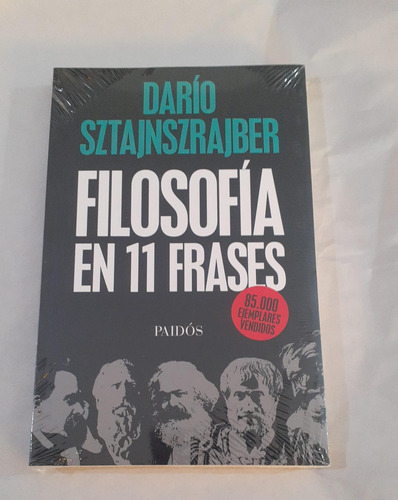 DARÍO
SZTAJNSZRAJBER
FILOSOFÍA
EN 11 FRASES
85.000
EJEMPLARES
VENDIDOS
PAIDÓS